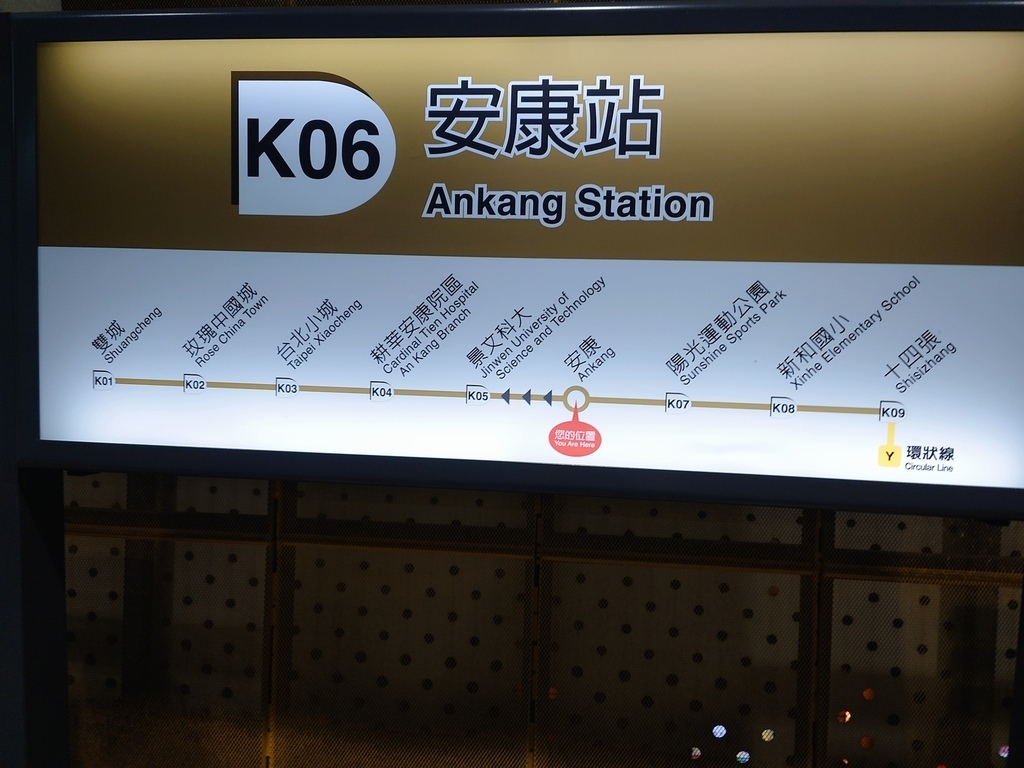 K06
安康站
Ankang Station
雙城
Shuangcheng
玫瑰中國城
Rose China Town
台北小城
Taipei Xiaocheng
耕莘安康院區
Cardinal Tien Hospital
An Kang Branch
景文科大
Jinwen University of
Science and Technology
安康
Ankang
陽光運動公園
Sunshine Sports Park
新和國小
Xinhe Elementary School
十四張
Shisizhang
K01
K02
K03
K04
K05
K07
K08
K09
您的位置
You Are Here
Y
環狀線
Circular Line